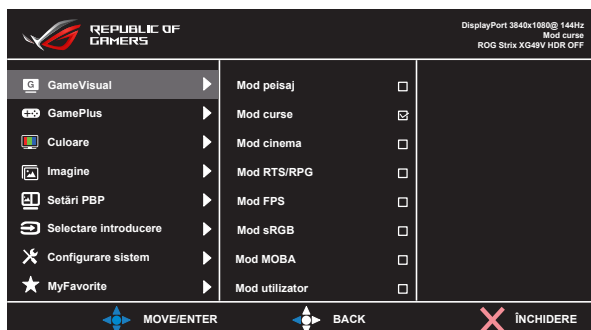 REPUBLIC OF
GAMERS
DisplayPort 3840x1080@ 144Hz
Mod curse
ROG Strix XG49V HDR OFF
G GameVisual
GamePlus
Culoare
Imagine
Setări PBP
Selectare introducere
Configurare sistem
MyFavorite
Mod peisaj
Mod curse
Mod cinema
Mod RTS/RPG
Mod FPS
Mod sRGB
Mod MOBA
Mod utilizator
MOVE/ENTER
BACK
ÎNCHIDERE